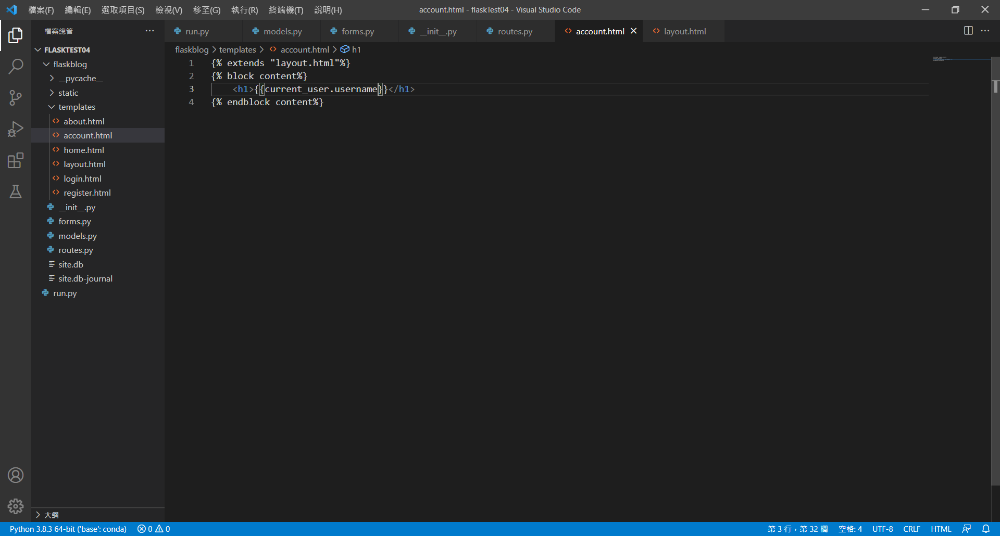 檔案(F) 編輯(E) 選取項目(S) 檢視(V) 移至(G) 執行(R) 終端機(T) 說明(H) account.html - flaskTest04 - Visual Studio Code
檔案總管
FLASKTEST04
flaskblog
__pycache__
static
templates
about.html
account.html
home.html
layout.html
login.html
register.html
__init__.py
forms.py
models.py
routes.py
site.db
site.db-journal
run.py
大綱
run.py models.py forms.py __init__.py routes.py account.html layout.html
flaskblog > templates > account.html > h1
1 {% extends "layout.html"%}
2 {% block content%}
3 <h1>{{current_user.username}}</h1>
4 {% endblock content%}
Python 3.8.3 64-bit ('base': conda) 0 0 第 3 行，第 32 欄 空格: 4 UTF-8 CRLF HTML